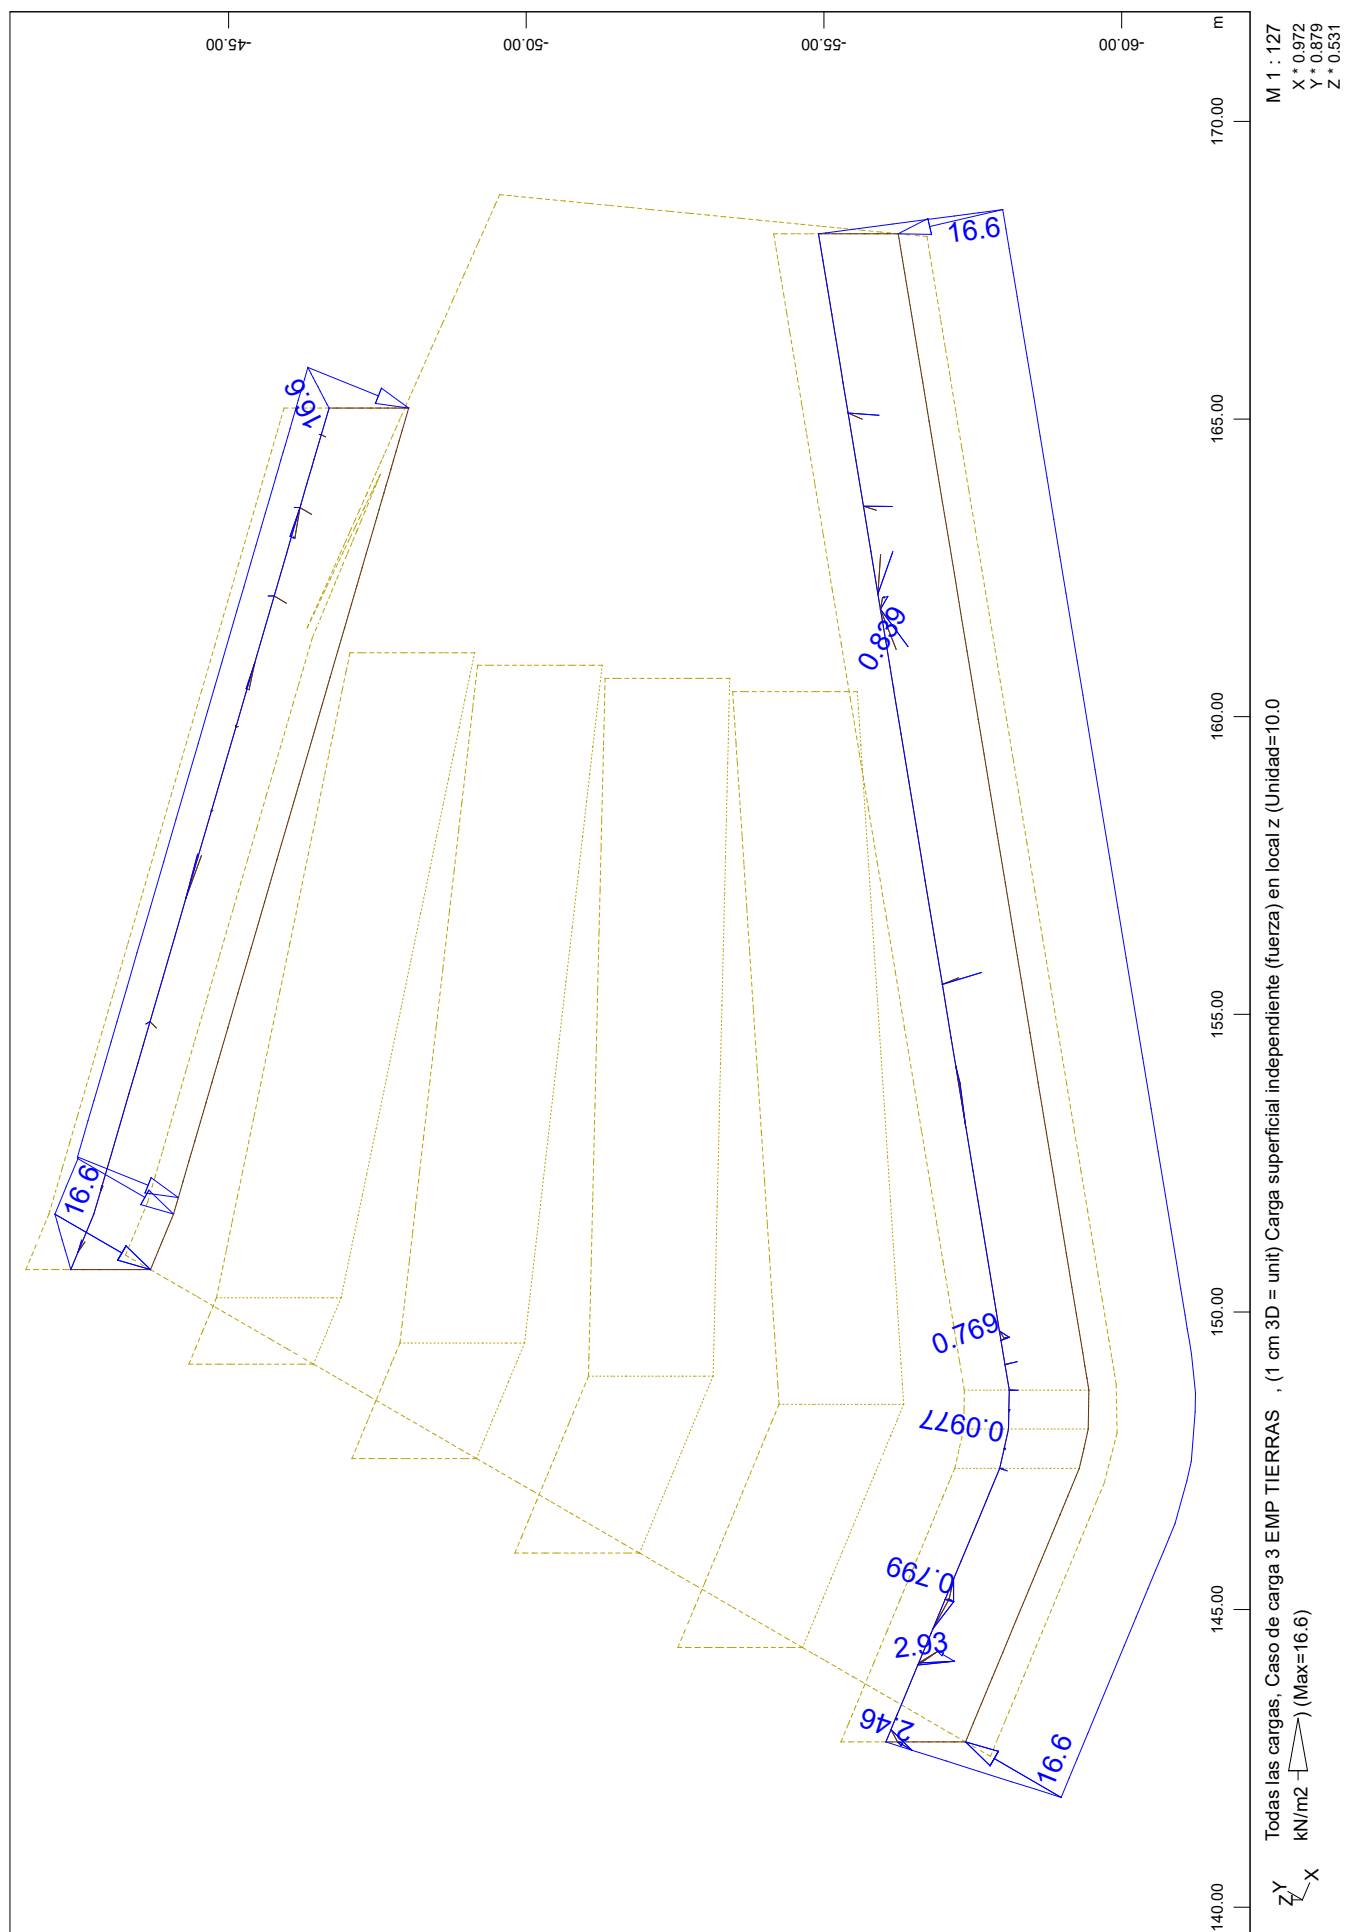 -45.00
-50.00
-55.00
-60.00
m
M 1 : 127
X * 0.972
Y * 0.879
Z * 0.531
170.00
165.00
160.00
155.00
150.00
145.00
140.00
16.6
16.6
16.6
0.839
0.769
0.0977
0.799
2.93
2.46
16.6
Todas las cargas, Caso de carga 3 EMP TIERRAS , (1 cm 3D = unit) Carga superficial independiente (fuerza) en local z (Unidad=10.0
kN/m2 ) (Max=16.6)
Z Y
X